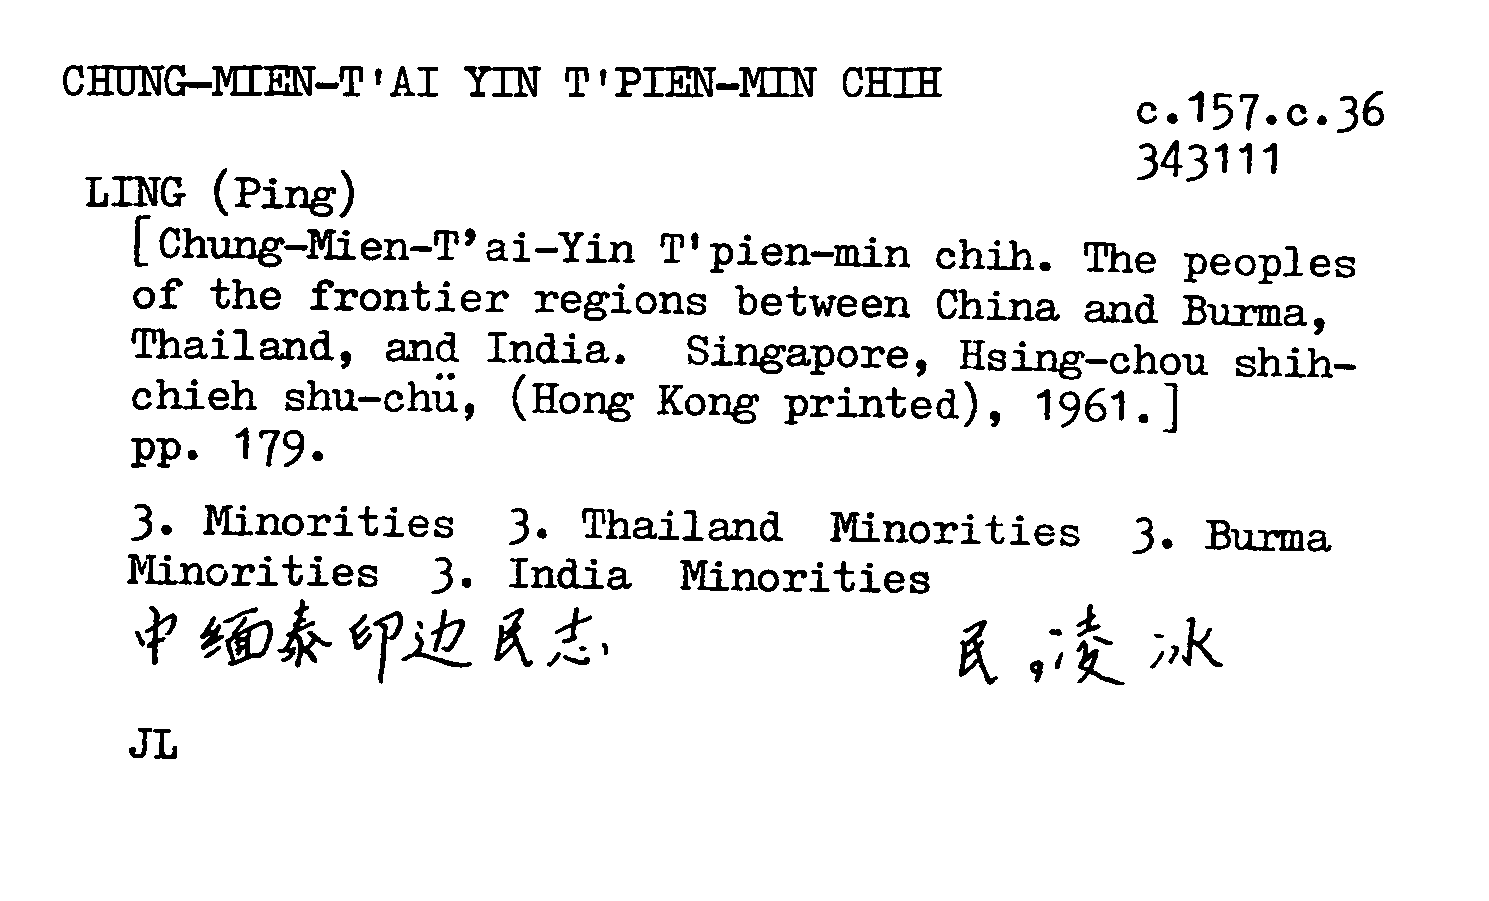 CHUNG-MIEN-T'AI YIN T'PIEN-MIN CHIH
c.157.c.36
343111
LING (Ping)
[Chung-Mien-T'ai-Yin T'pien-min chih. The peoples
of the frontier regions between China and Burma,
Thailand, and India. Singapore, Hsing-chou shih-
chieh shu-chü, (Hong Kong printed), 1961.]
pp. 179.
3. Minorities 3. Thailand Minorities 3. Burma
Minorities 3. India Minorities
中缅泰印边民志, 民,凌冰
JL